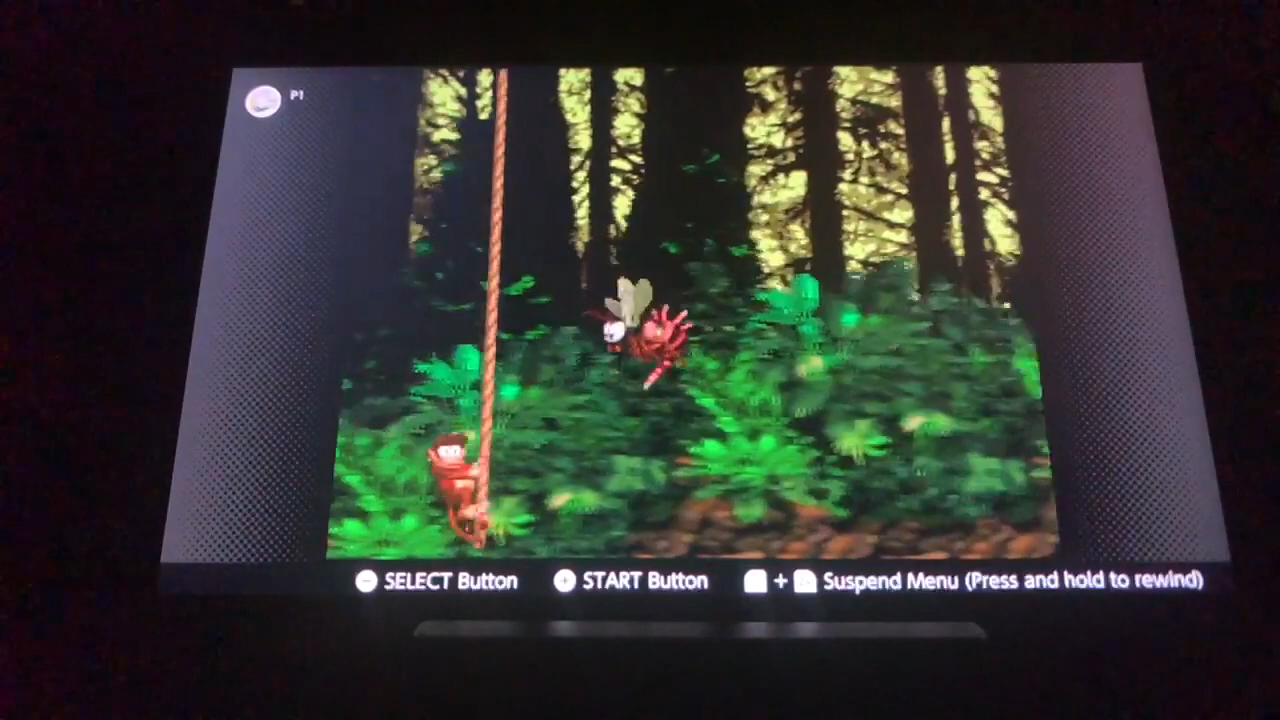 P1
SELECT Button
START Button
+ Suspend Menu (Press and hold to rewind)